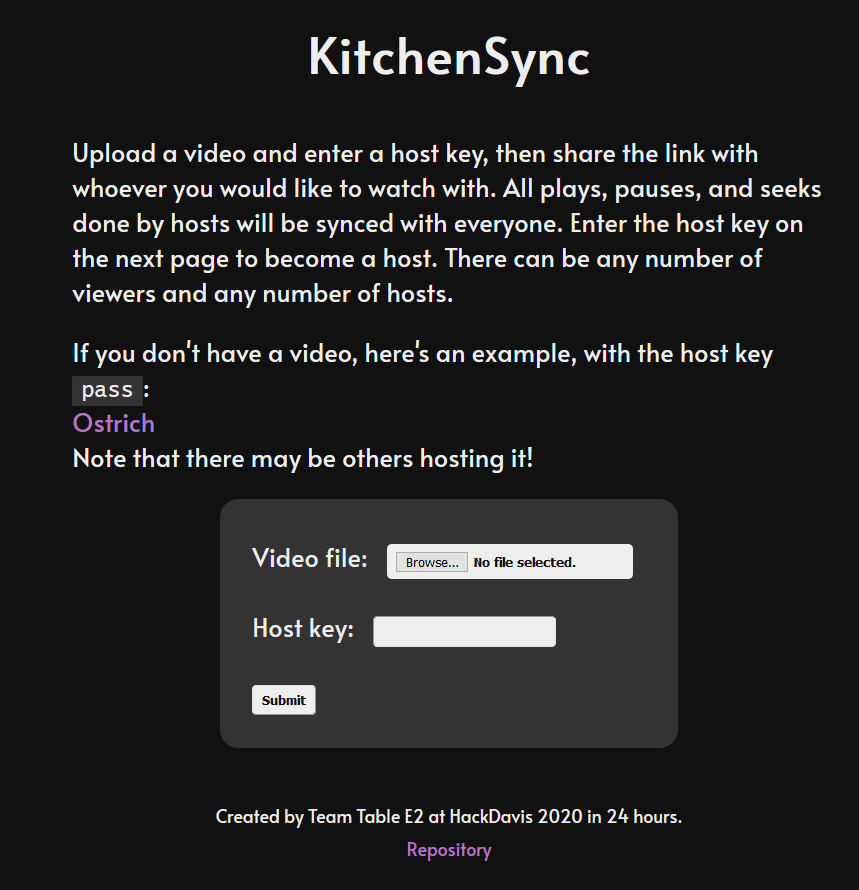 KitchenSync
Upload a video and enter a host key, then share the link with
whoever you would like to watch with. All plays, pauses, and seeks
done by hosts will be synced with everyone. Enter the host key on
the next page to become a host. There can be any number of
viewers and any number of hosts.
If you don't have a video, here's an example, with the host key
pass:
Ostrich
Note that there may be others hosting it!
Video file: Browse... No file selected.
Host key:
Submit
Created by Team Table E2 at HackDavis 2020 in 24 hours.
Repository